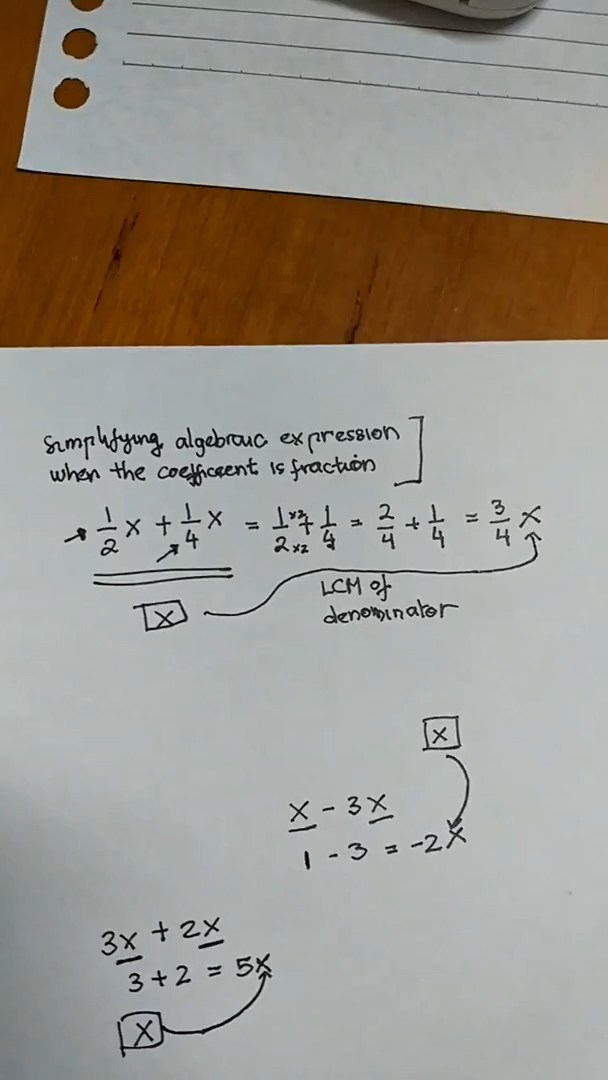 Simplifying algebraic expression
when the coefficient is fraction
1/2 x + 1/4 x = 1×2/2×2 + 1/4 = 2/4 + 1/4 = 3/4 x
x
LCM of
denominator
x
x - 3x
1 - 3 = -2x
3x + 2x
3 + 2 = 5x
x